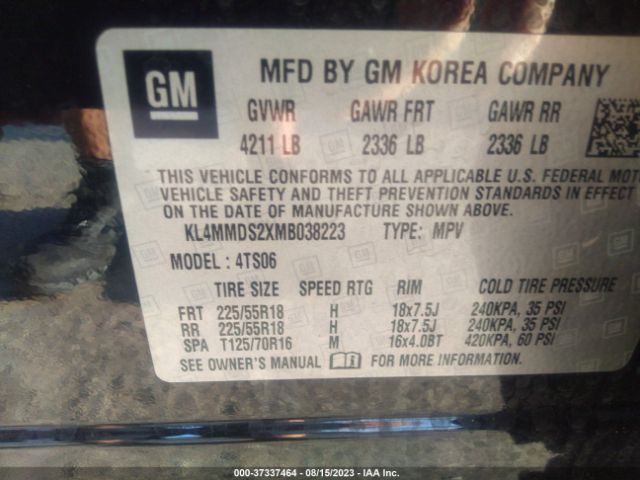 GM MFD BY GM KOREA COMPANY
GVWR GAWR FRT GAWR RR
4211 LB 2336 LB 2336 LB
THIS VEHICLE CONFORMS TO ALL APPLICABLE U.S. FEDERAL MOT
VEHICLE SAFETY AND THEFT PREVENTION STANDARDS IN EFFECT
ON THE DATE OF MANUFACTURE SHOWN ABOVE.
KL4MMDS2XMB038223 TYPE: MPV
MODEL: 4TS06
TIRE SIZE SPEED RTG RIM COLD TIRE PRESSURE
FRT 225/55R18 H 18x7.5J 240KPA, 35 PSI
RR 225/55R18 H 18x7.5J 240KPA, 35 PSI
SPA T125/70R16 M 16x4.0BT 420KPA, 60 PSI
SEE OWNER'S MANUAL FOR MORE INFORMATION
000-37337464 - 08/15/2023 - IAA Inc.